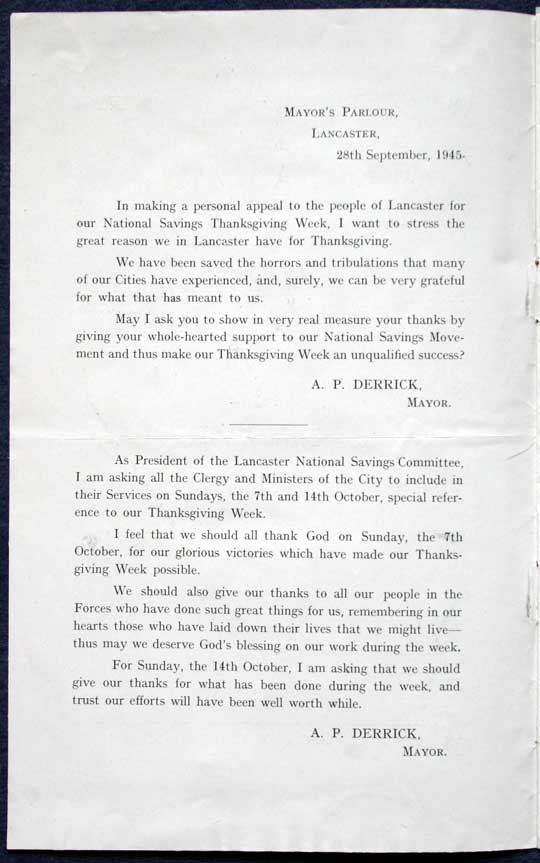 Mayor's Parlour,
Lancaster,
28th September, 1945.
In making a personal appeal to the people of Lancaster for
our National Savings Thanksgiving Week, I want to stress the
great reason we in Lancaster have for Thanksgiving.
We have been saved the horrors and tribulations that many
of our Cities have experienced, and, surely, we can be very grateful
for what that has meant to us.
May I ask you to show in very real measure your thanks by
giving your whole-hearted support to our National Savings Move-
ment and thus make our Thanksgiving Week an unqualified success?
A. P. DERRICK,
Mayor.
As President of the Lancaster National Savings Committee,
I am asking all the Clergy and Ministers of the City to include in
their Services on Sundays, the 7th and 14th October, special refer-
ence to our Thanksgiving Week.
I feel that we should all thank God on Sunday, the 7th
October, for our glorious victories which have made our Thanks-
giving Week possible.
We should also give our thanks to all our people in the
Forces who have done such great things for us, remembering in our
hearts those who have laid down their lives that we might live—
thus may we deserve God's blessing on our work during the week.
For Sunday, the 14th October, I am asking that we should
give our thanks for what has been done during the week, and
trust our efforts will have been well worth while.
A. P. DERRICK,
Mayor.